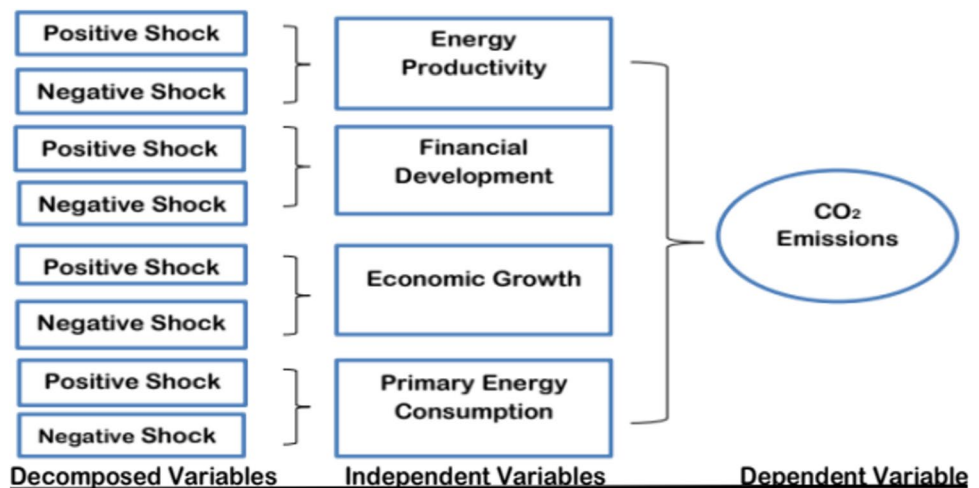 Positive Shock
Negative Shock
Positive Shock
Negative Shock
Positive Shock
Negative Shock
Positive Shock
Negative Shock
Decomposed Variables
Energy
Productivity
Financial
Development
Economic Growth
Primary Energy
Consumption
Independent Variables
CO₂
Emissions
Dependent Variable